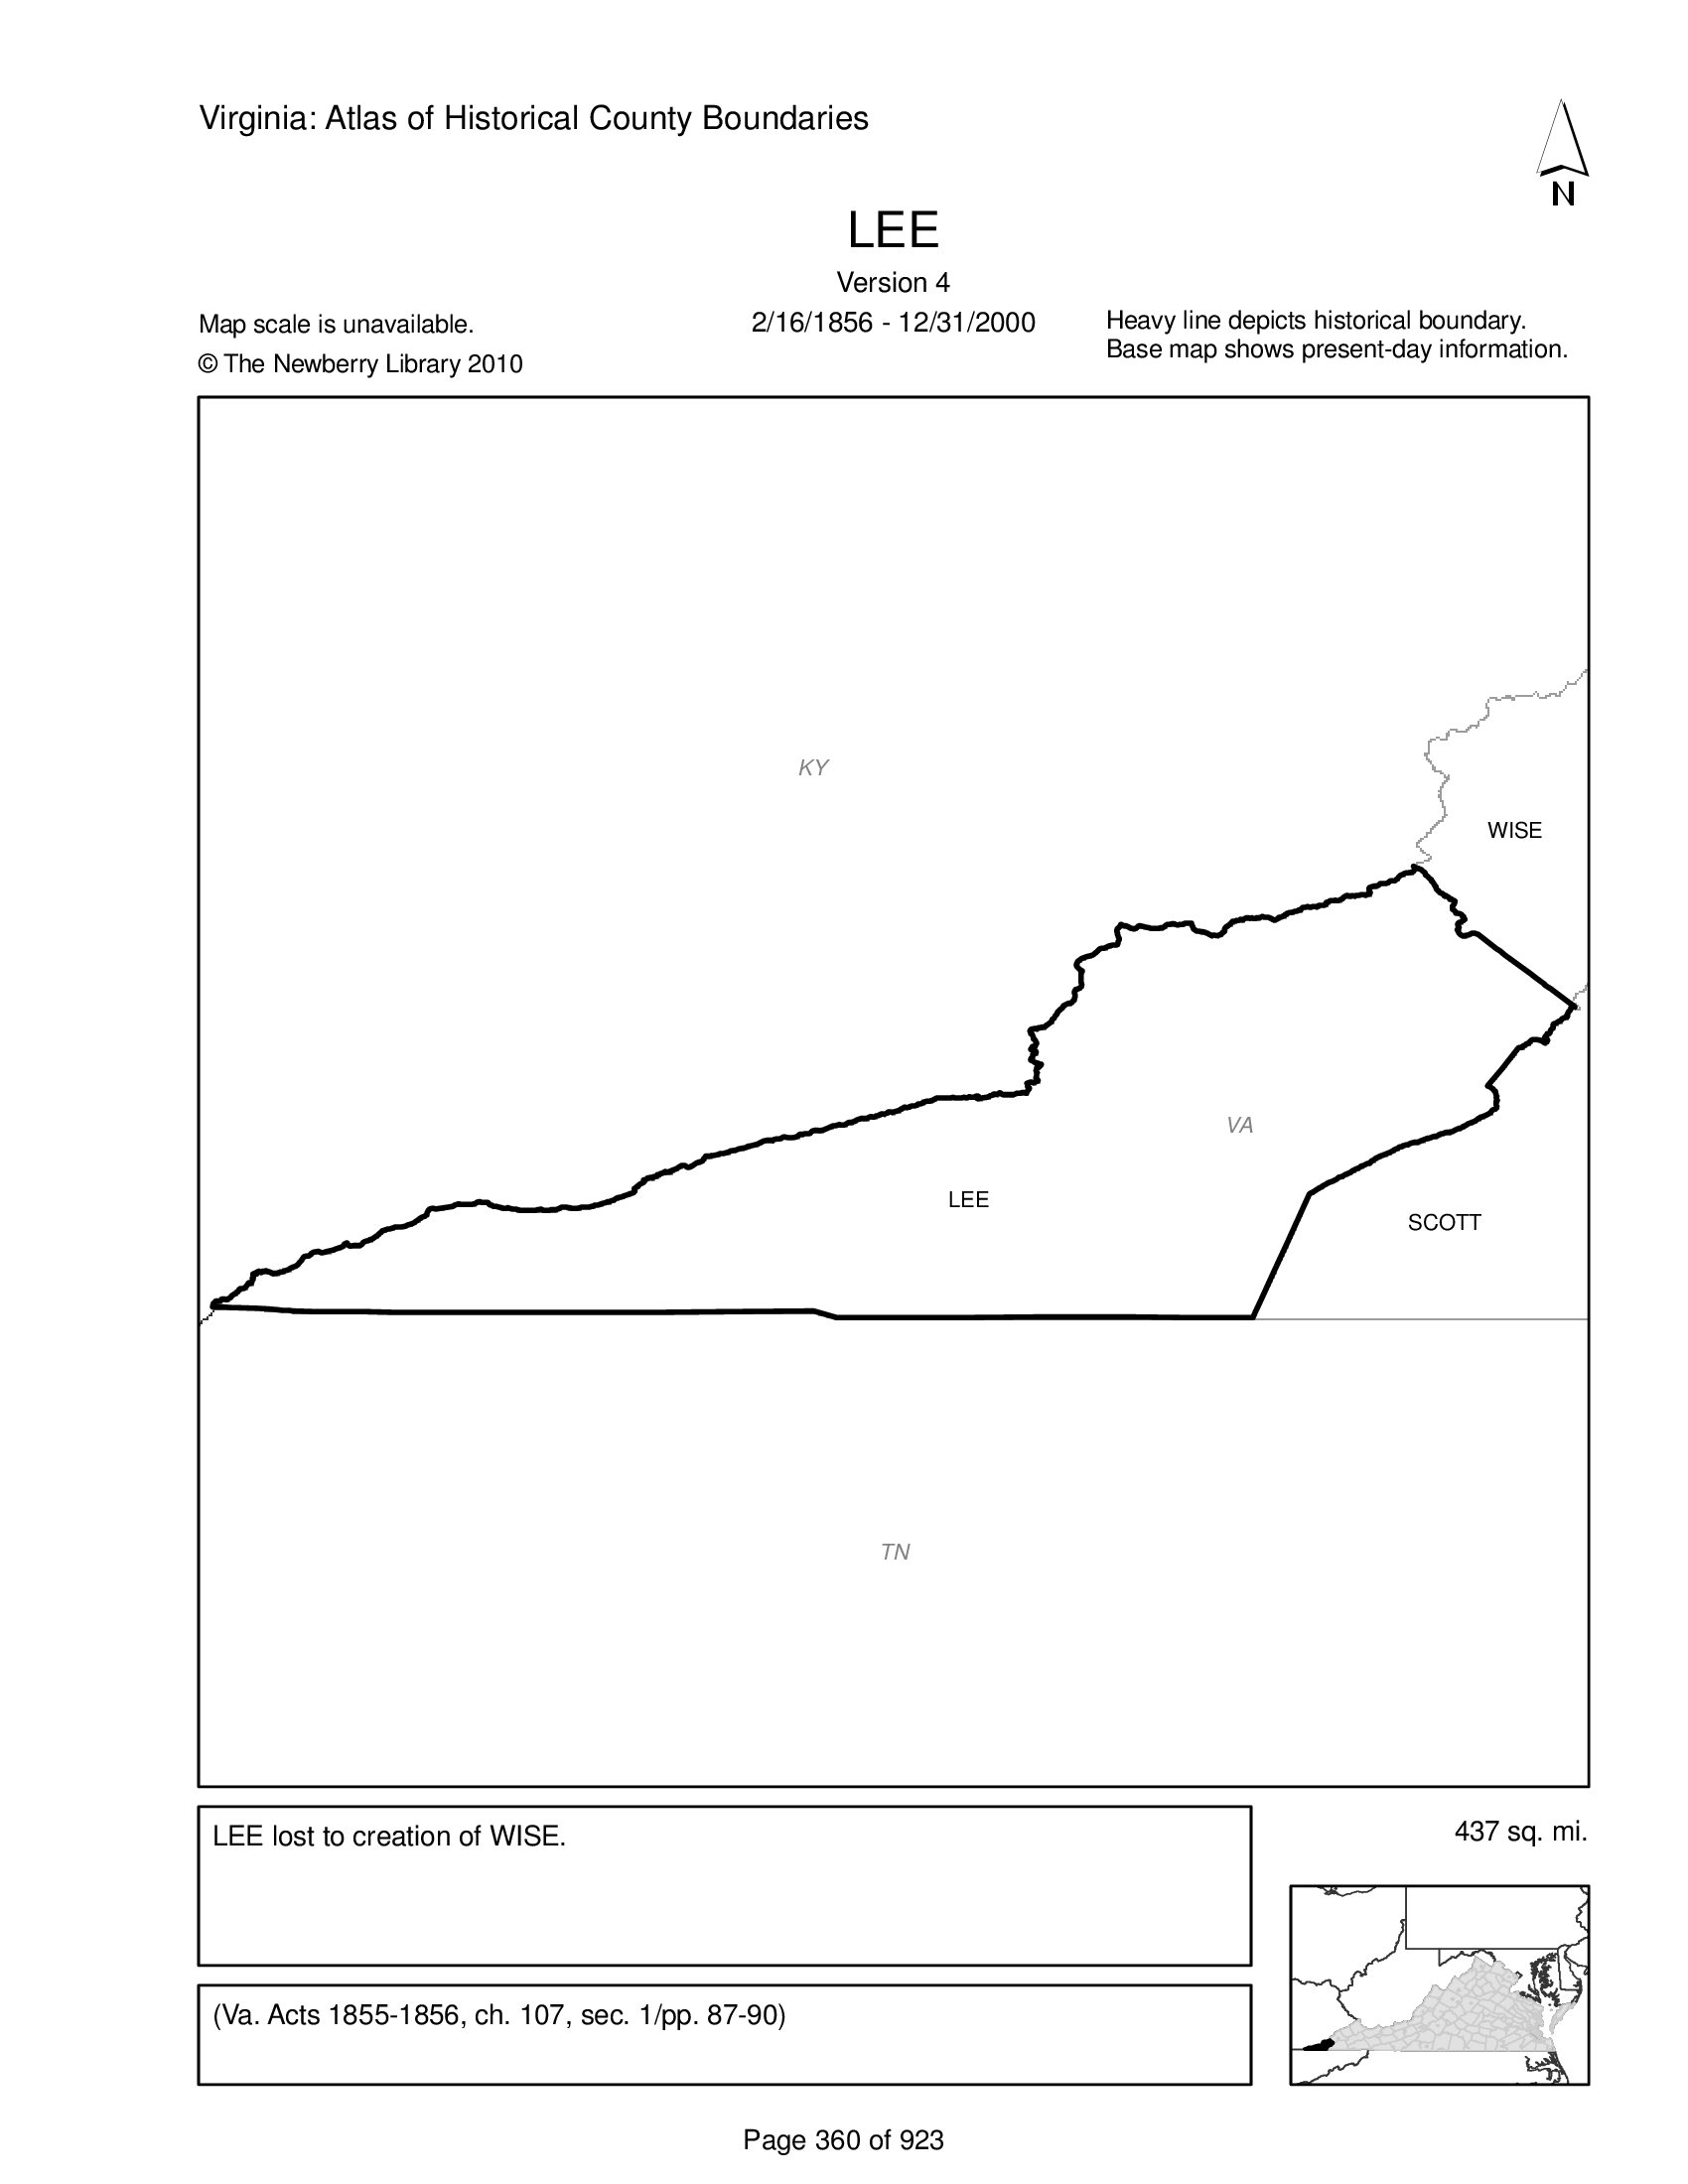 Virginia: Atlas of Historical County Boundaries
N
LEE
Version 4
2/16/1856 - 12/31/2000
Map scale is unavailable.
© The Newberry Library 2010
Heavy line depicts historical boundary.
Base map shows present-day information.
KY
WISE
VA
LEE
SCOTT
TN
LEE lost to creation of WISE.
437 sq. mi.
(Va. Acts 1855-1856, ch. 107, sec. 1/pp. 87-90)
Page 360 of 923